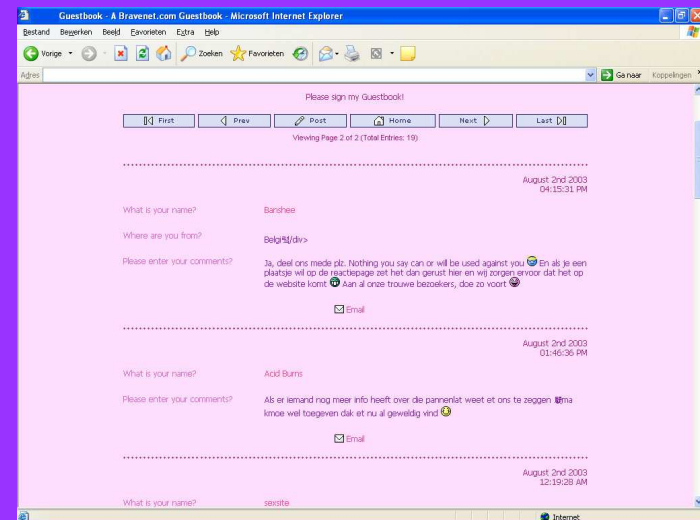 Guestbook - A Bravenet.com Guestbook - Microsoft Internet Explorer
Bestand Bewerken Beeld Favorieten Extra Help
Vorige Zoeken Favorieten
Adres Ga naar Koppelingen
Please sign my Guestbook!
First Prev Post Home Next Last
Viewing Page 2 of 2 (Total Entries: 19)
August 2nd 2003
04:15:31 PM
What is your name? Banshee
Where are you from? Belgi/div>
Please enter your comments? Ja, deel ons mede plz. Nothing you say can or will be used against you En als je een
plaatsje wil op de reactiepage zet het dan gerust hier en wij zorgen ervoor dat het op
de website komt Aan al onze trouwe bezoekers, doe zo voort
Email
August 2nd 2003
01:46:36 PM
What is your name? Acid Burns
Please enter your comments? Als er iemand nog meer info heeft over die pannenlat weet et ons te zeggen ma
kmoe wel toegeven dak et nu al geweldig vind
Email
August 2nd 2003
12:19:28 AM
What is your name? sexsite
Internet